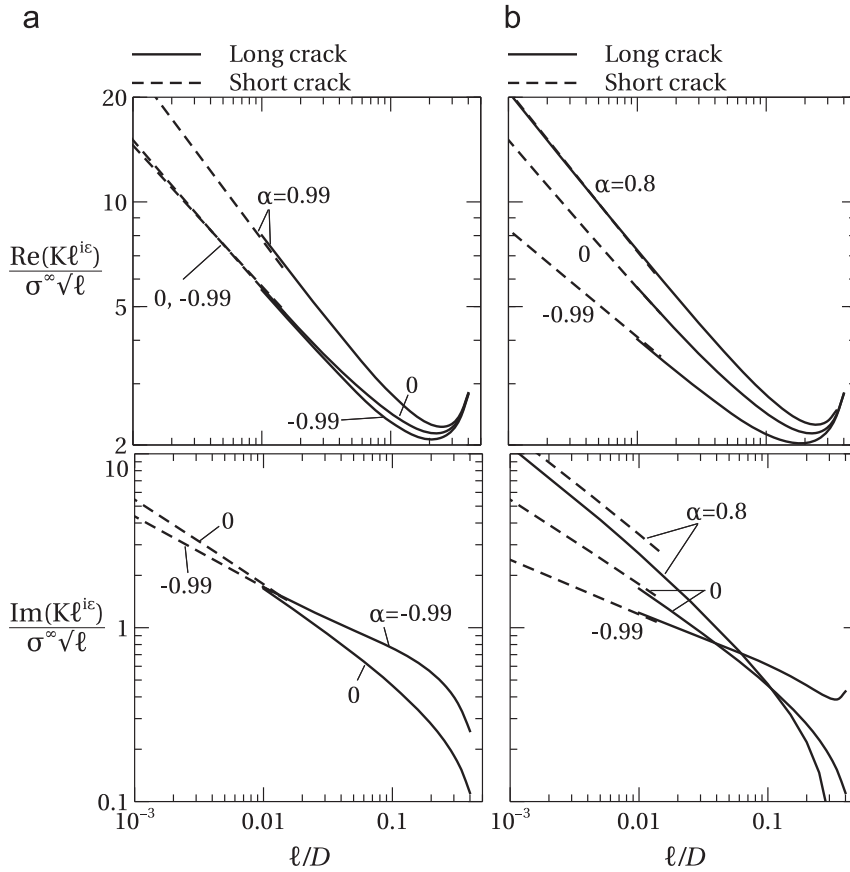 a
b
Long crack
Short crack
Long crack
Short crack
20
10
5
2
Re(Kℓ^{iε})
σ^∞√ℓ
α=0.99
0, -0.99
0
-0.99
α=0.8
0
-0.99
10
1
0.1
Im(Kℓ^{iε})
σ^∞√ℓ
0
-0.99
α=-0.99
0
α=0.8
0
-0.99
10⁻³
0.01
0.1
10⁻³
0.01
0.1
ℓ/D
ℓ/D